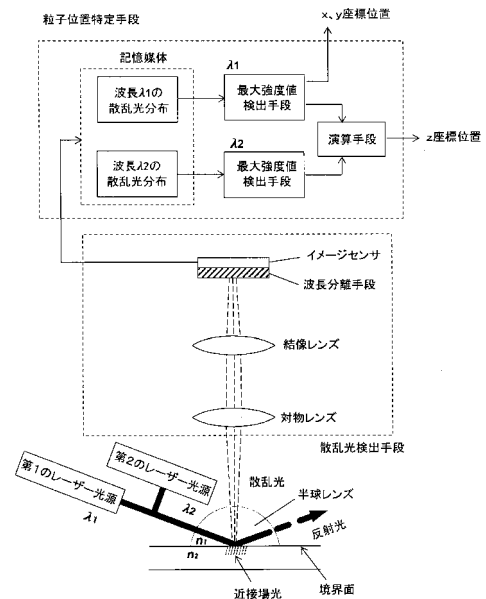 x、y座標位置
粒子位置特定手段
記憶媒体
λ1
波長λ1の
散乱光分布
最大強度値
検出手段
演算手段
z座標位置
λ2
波長λ2の
散乱光分布
最大強度値
検出手段
イメージセンサ
波長分離手段
結像レンズ
対物レンズ
散乱光検出手段
第1のレーザー光源
第2のレーザー光源
λ1
λ2
散乱光
半球レンズ
反射光
n1
n2
近接場光
境界面